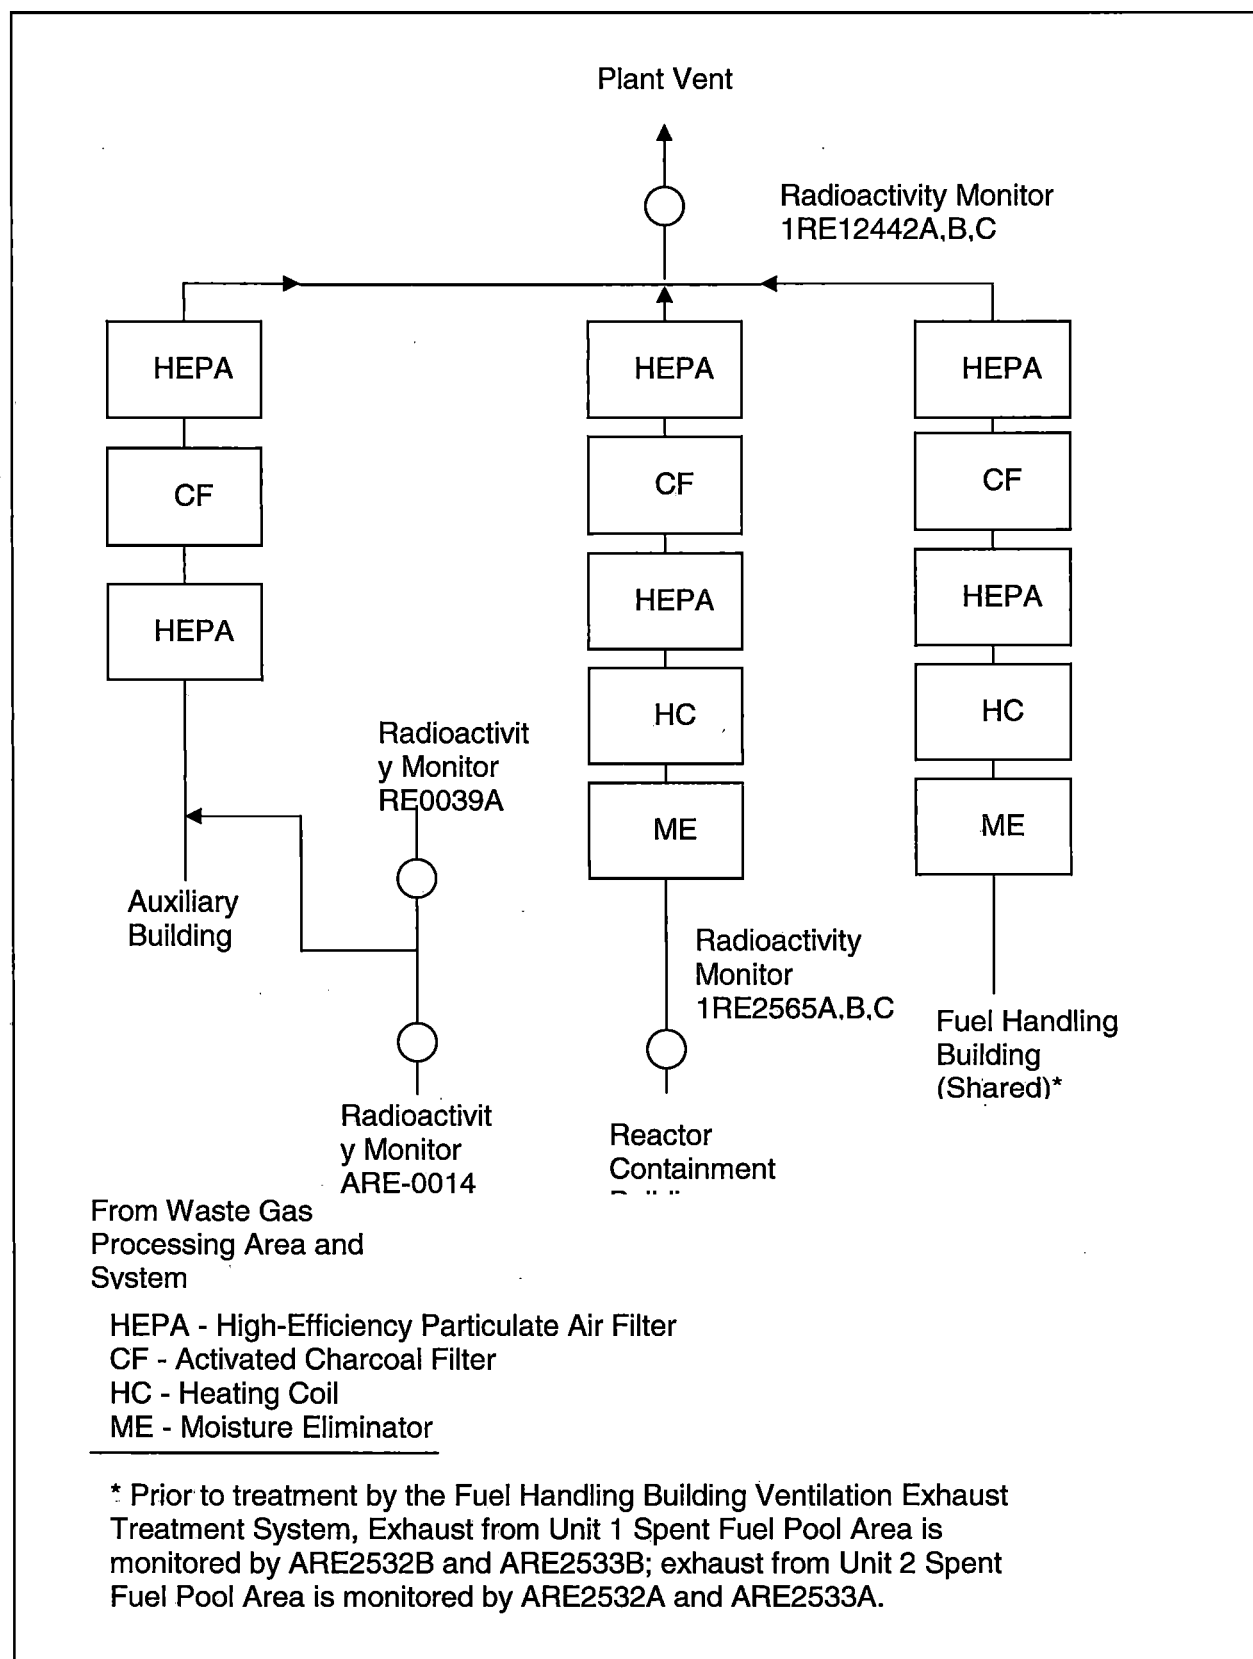 Plant Vent
Radioactivity Monitor
1RE12442A,B,C
HEPA
HEPA
HEPA
CF
CF
CF
HEPA
HEPA
HEPA
HC
HC
ME
ME
Radioactivit
y Monitor
RE0039A
Auxiliary
Building
Radioactivity
Monitor
1RE2565A,B,C
Fuel Handling
Building
(Shared)*
Radioactivit
y Monitor
ARE-0014
Reactor
Containment
From Waste Gas
Processing Area and
System
HEPA - High-Efficiency Particulate Air Filter
CF - Activated Charcoal Filter
HC - Heating Coil
ME - Moisture Eliminator
* Prior to treatment by the Fuel Handling Building Ventilation Exhaust
Treatment System, Exhaust from Unit 1 Spent Fuel Pool Area is
monitored by ARE2532B and ARE2533B; exhaust from Unit 2 Spent
Fuel Pool Area is monitored by ARE2532A and ARE2533A.